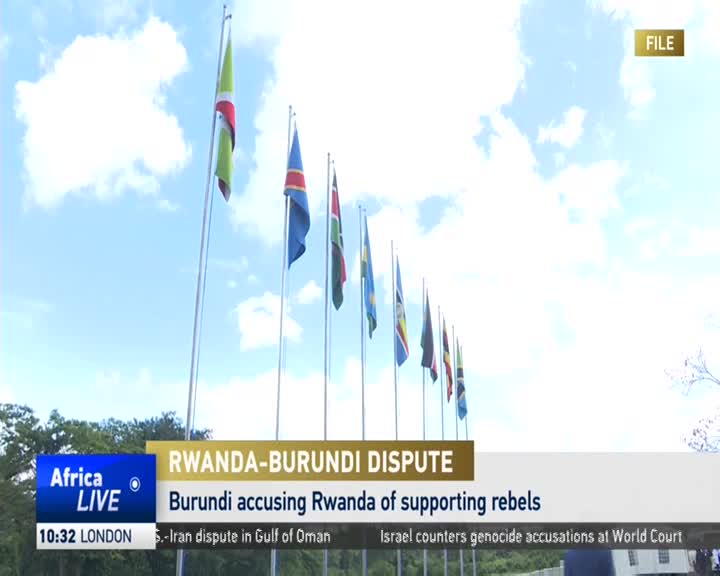 FILE
RWANDA-BURUNDI DISPUTE
Africa
LIVE
Burundi accusing Rwanda of supporting rebels
10:32 LONDON
-Iran dispute in Gulf of Oman Israel counters genocide accusations at World Court